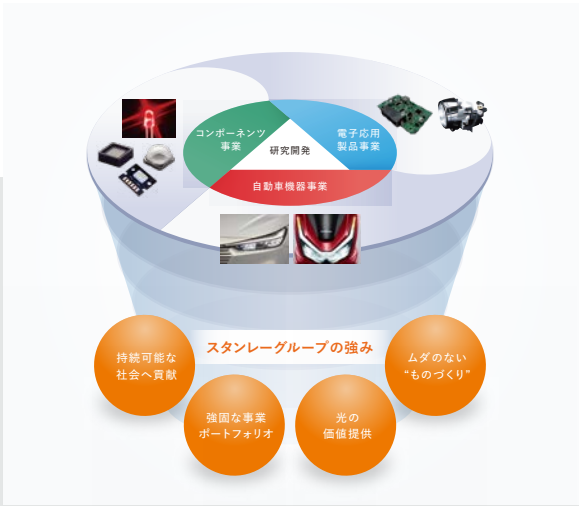 コンポーネンツ
事業
電子応用
製品事業
研究開発
自動車機器事業
スタンレーグループの強み
持続可能な
社会へ貢献
強固な事業
ポートフォリオ
光の
価値提供
ムダのない
“ものづくり”